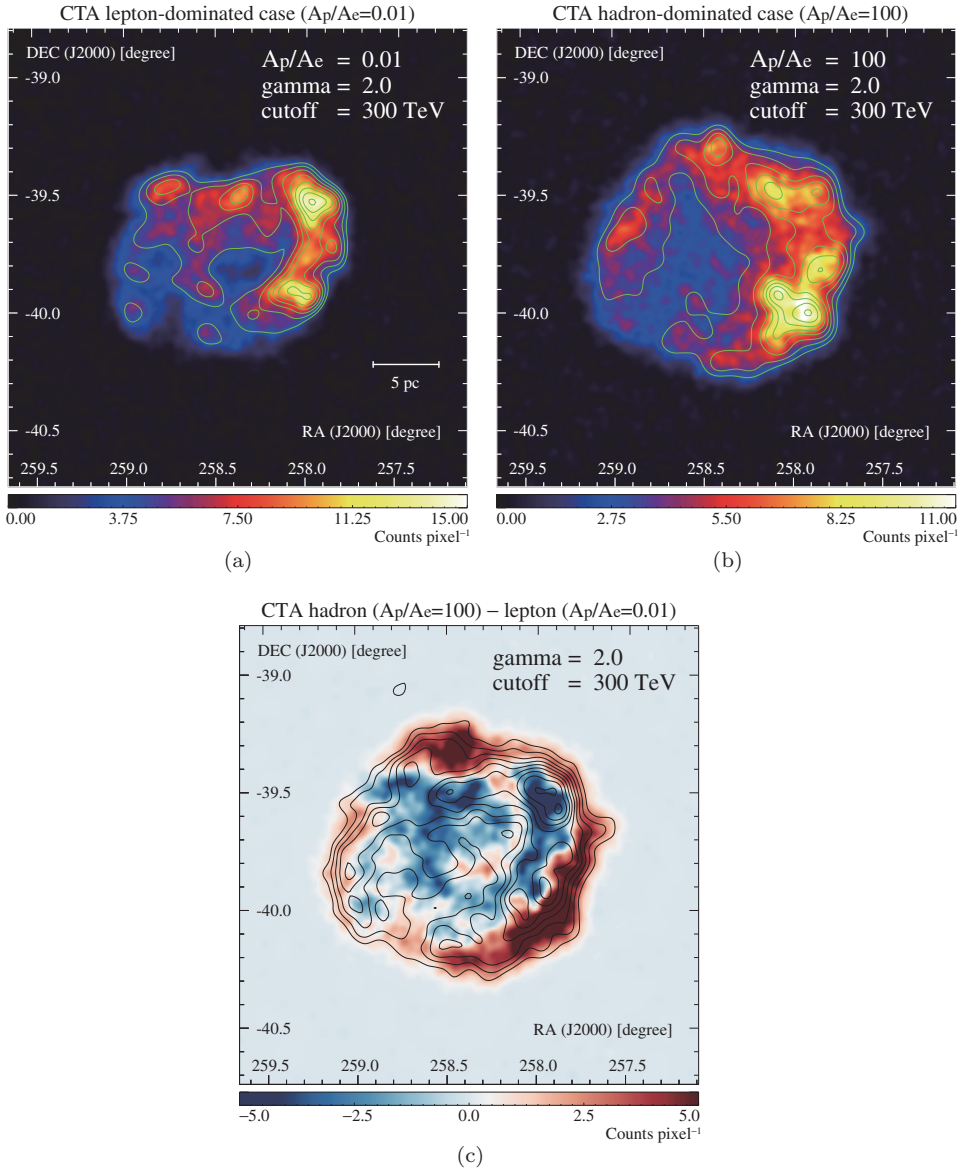 CTA lepton-dominated case (Ap/Ae=0.01)
DEC (J2000) [degree]
Ap/Ae = 0.01
gamma = 2.0
cutoff = 300 TeV
-39.0
-39.5
-40.0
-40.5
5 pc
RA (J2000) [degree]
259.5 259.0 258.5 258.0 257.5
0.00 3.75 7.50 11.25 15.00
Counts pixel⁻¹
(a)
CTA hadron-dominated case (Ap/Ae=100)
DEC (J2000) [degree]
Ap/Ae = 100
gamma = 2.0
cutoff = 300 TeV
-39.0
-39.5
-40.0
-40.5
RA (J2000) [degree]
259.5 259.0 258.5 258.0 257.5
0.00 2.75 5.50 8.25 11.00
Counts pixel⁻¹
(b)
CTA hadron (Ap/Ae=100) – lepton (Ap/Ae=0.01)
DEC (J2000) [degree]
gamma = 2.0
cutoff = 300 TeV
-39.0
-39.5
-40.0
-40.5
RA (J2000) [degree]
259.5 259.0 258.5 258.0 257.5
−5.0 −2.5 0.0 2.5 5.0
Counts pixel⁻¹
(c)